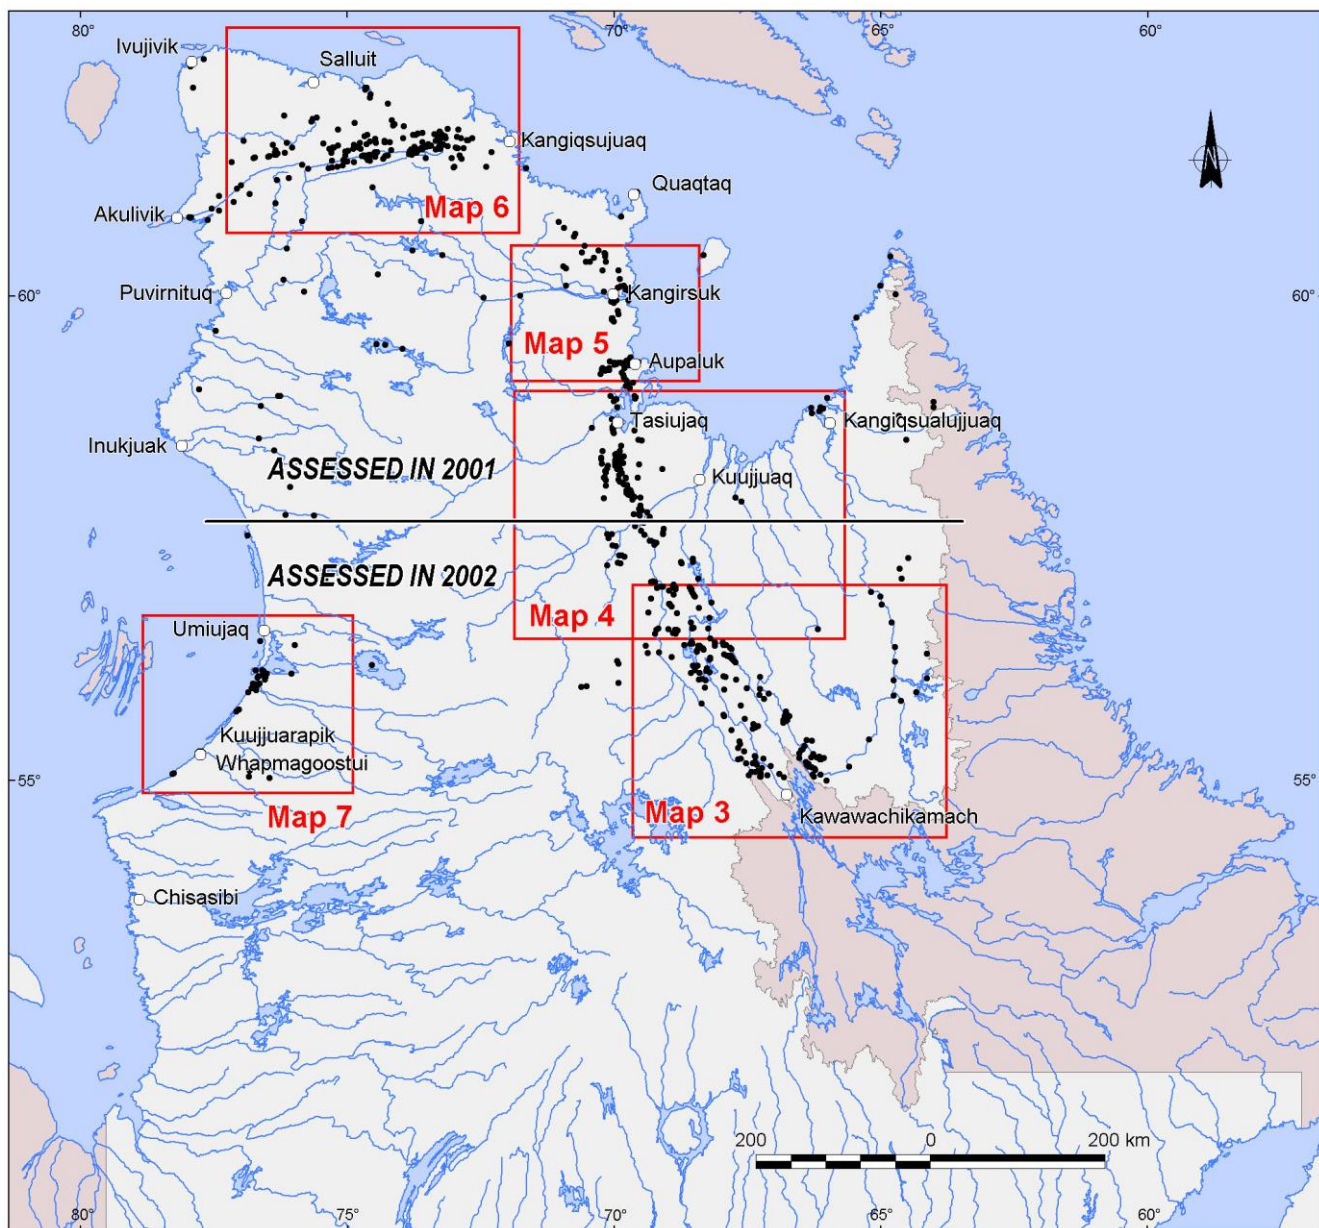 80°
70°
65°
60°
Ivujivik
Salluit
Kangiqsujuaq
Quaqtaq
Map 6
Akulivik
Puvirnituq
60°
Kangirsuk
60°
Map 5
Aupaluk
Tasiujaq
Kangiqsualujjuaq
Inukjuak
ASSESSED IN 2001
Kuujjuaq
ASSESSED IN 2002
Map 4
Umiujaq
Kuujjuarapik
Whapmagoostui
55°
55°
Map 7
Map 3
Kawawachikamach
Chisasibi
N
200 0 200 km
80°
75°
70°
65°
60°